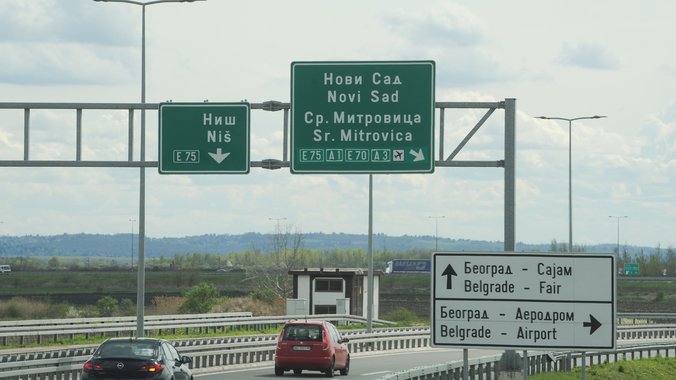 Ниш
Niš
E 75
Нови Сад
Novi Sad
Ср. Митровица
Sr. Mitrovica
E75 A1 E70 A3
Београд - Сајам
Belgrade - Fair
Београд - Аеродром
Belgrade - Airport